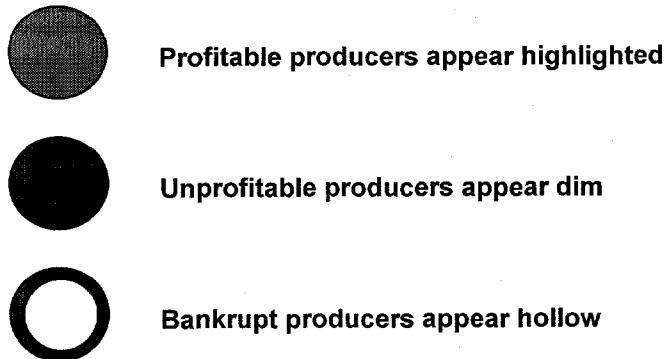 Profitable producers appear highlighted
Unprofitable producers appear dim
Bankrupt producers appear hollow